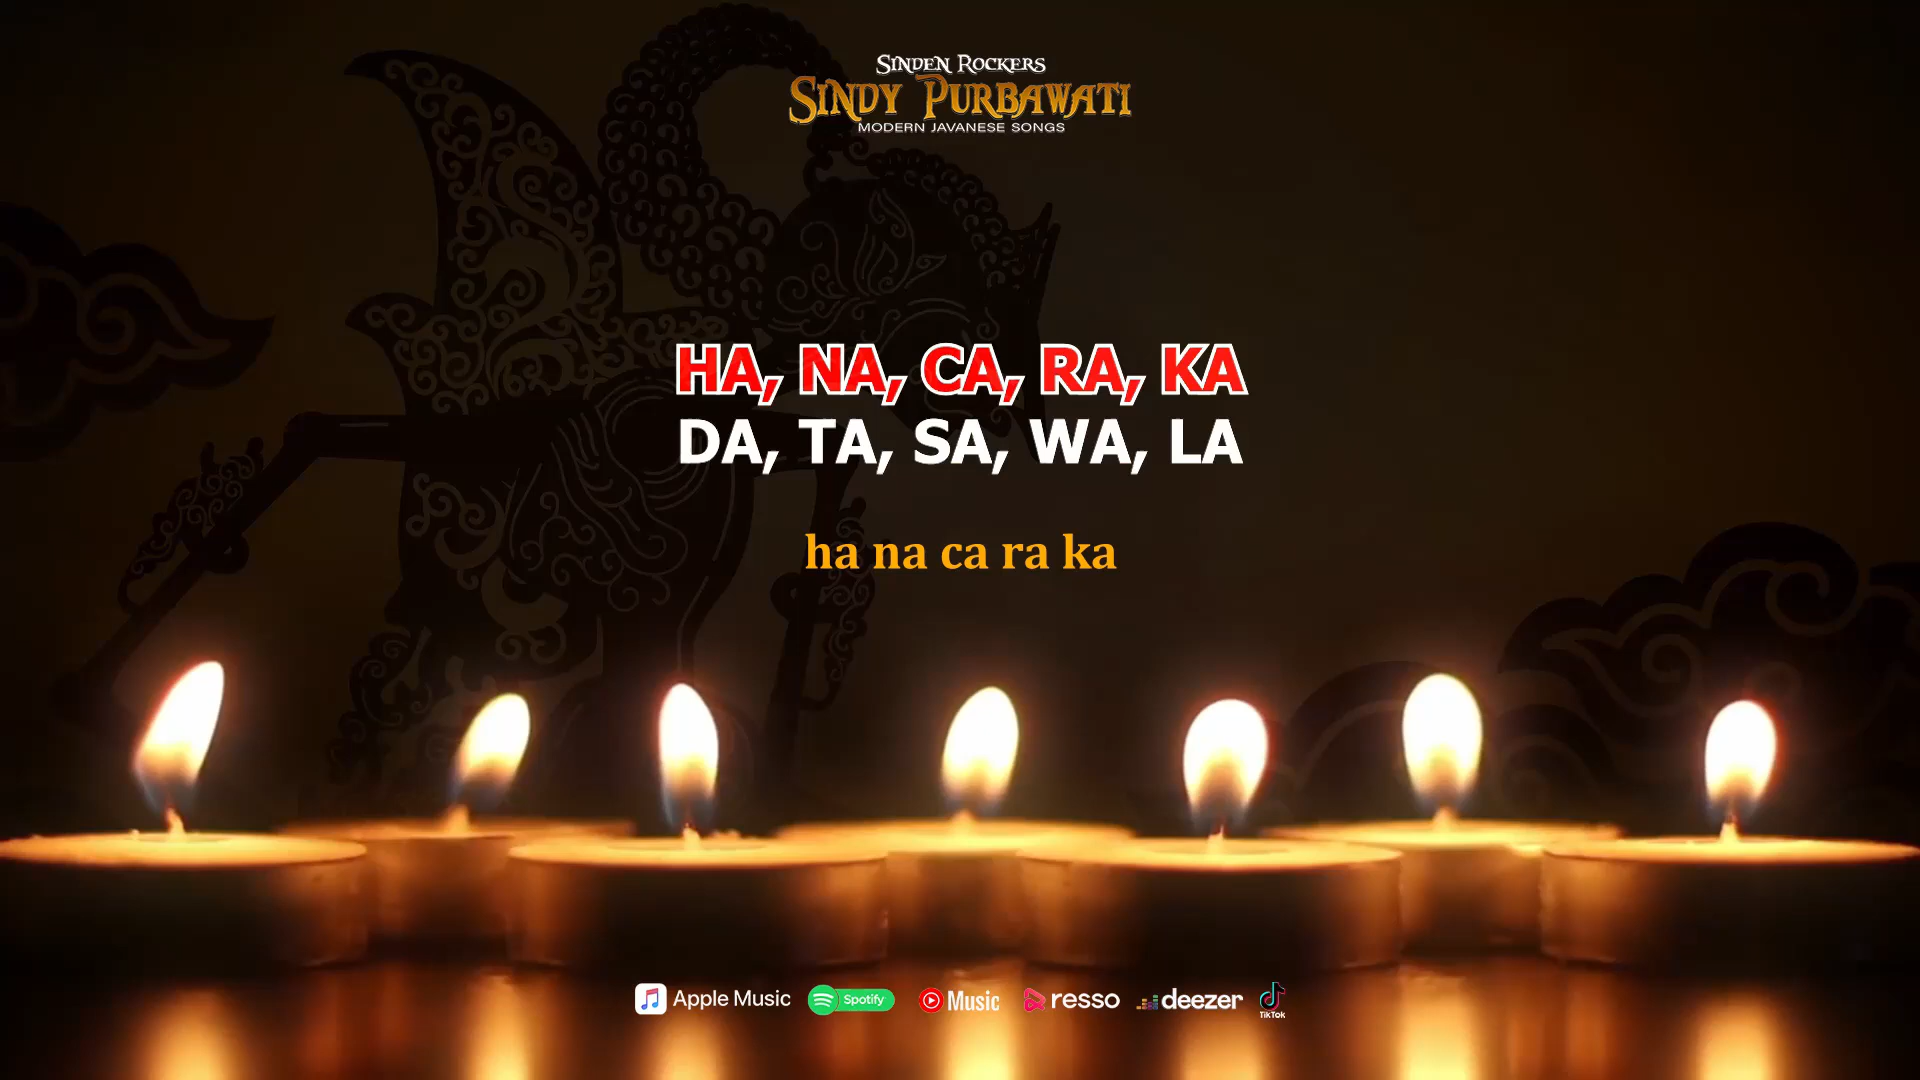 SINDEN ROCKERS
SINDY PURBAWATI
MODERN JAVANESE SONGS
HA, NA, CA, RA, KA
DA, TA, SA, WA, LA
ha na ca ra ka
Apple Music Spotify Music resso deezer TikTok